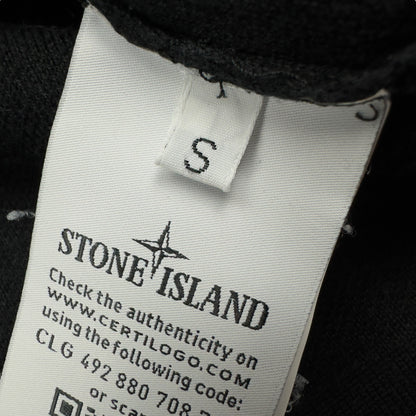 S
S
STONE ISLAND
Check the authenticity on
WWW.CERTILOGO.COM
using the following code:
CLG 492 880 708
or scan